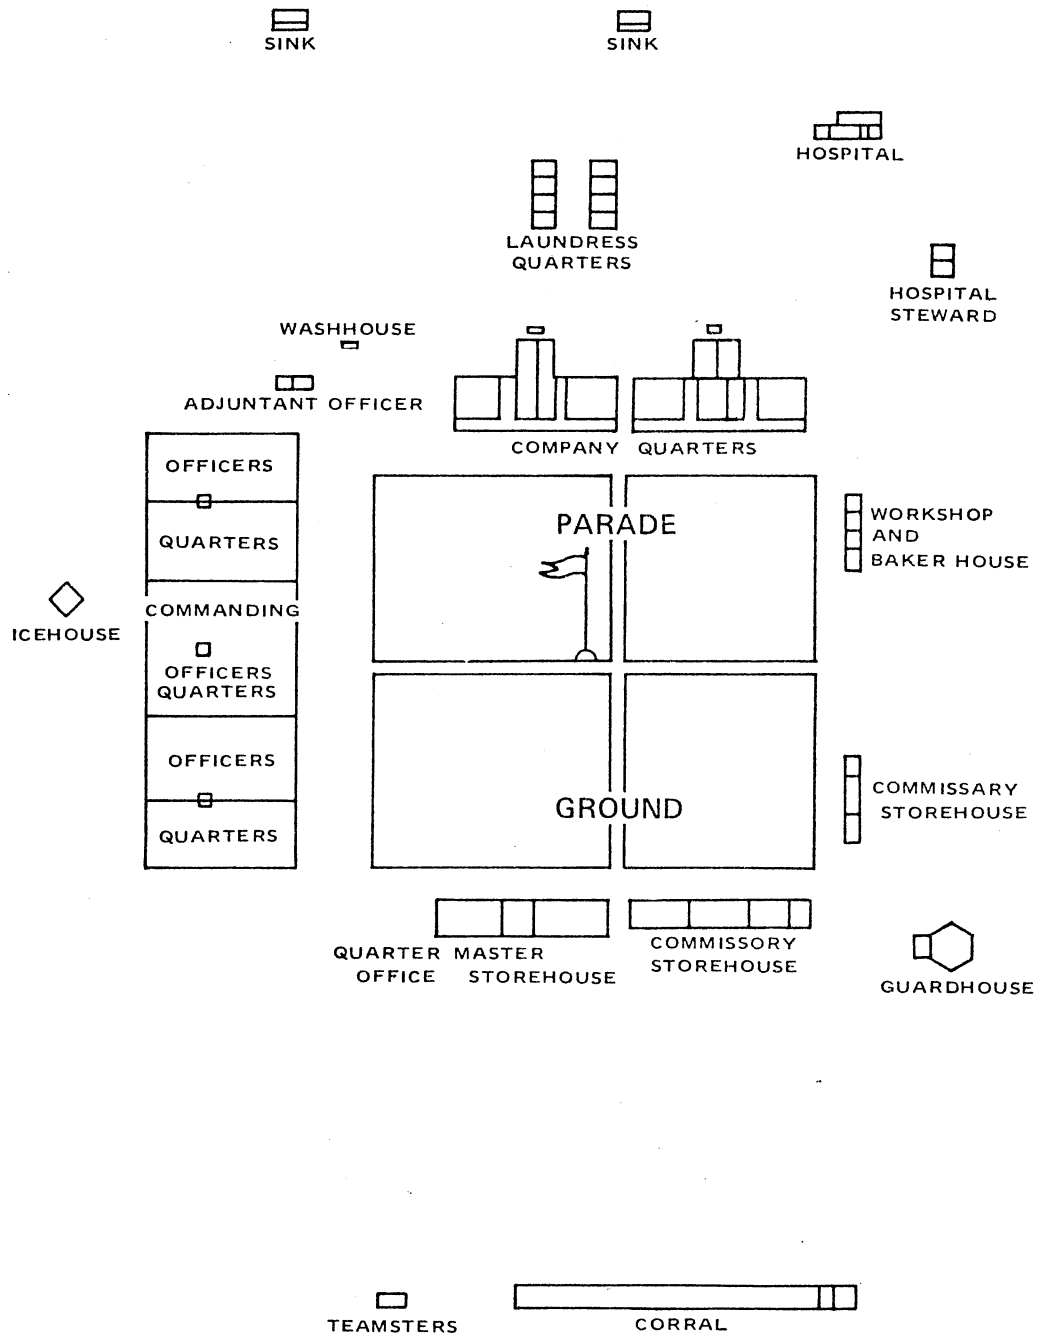 SINK
SINK
HOSPITAL
LAUNDRESS
QUARTERS
HOSPITAL
STEWARD
WASHHOUSE
ADJUNTANT OFFICER
COMPANY QUARTERS
OFFICERS
QUARTERS
COMMANDING
OFFICERS
QUARTERS
OFFICERS
QUARTERS
ICEHOUSE
PARADE
GROUND
WORKSHOP
AND
BAKER HOUSE
COMMISSARY
STOREHOUSE
QUARTER MASTER
OFFICE STOREHOUSE
COMMISSORY
STOREHOUSE
GUARDHOUSE
TEAMSTERS
CORRAL